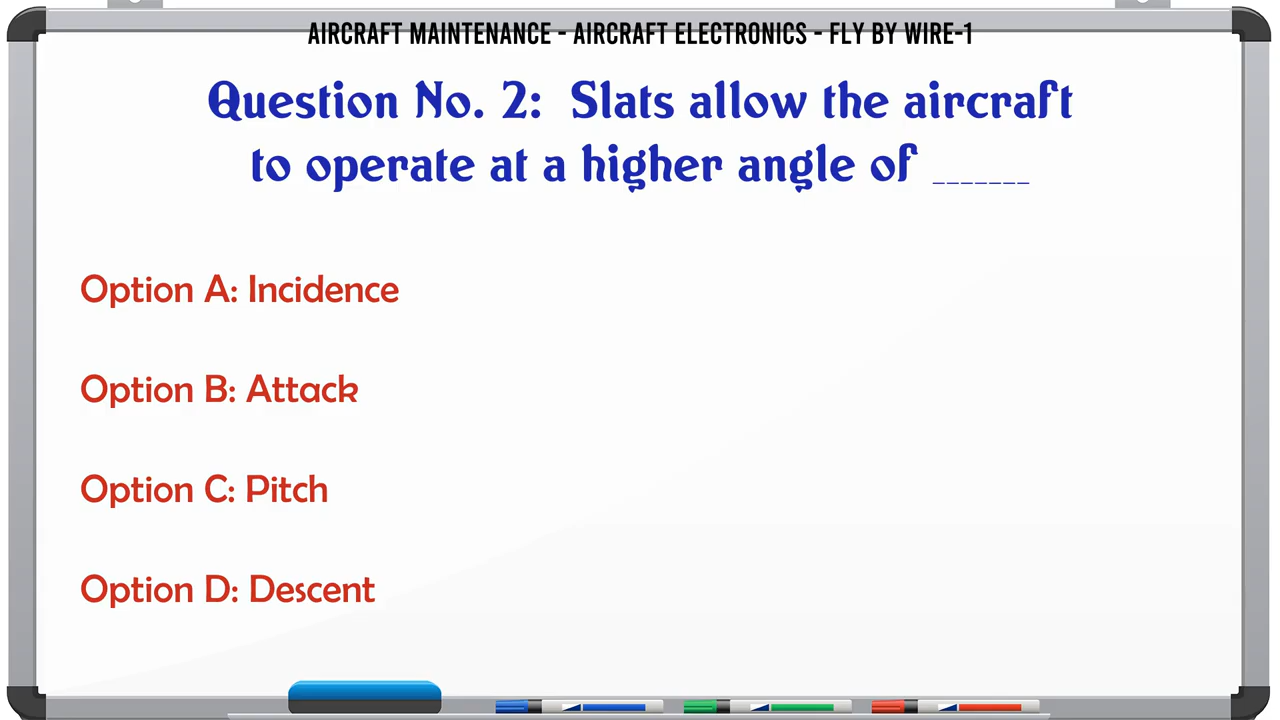 AIRCRAFT MAINTENANCE - AIRCRAFT ELECTRONICS - FLY BY WIRE-1
Question No. 2: Slats allow the aircraft
to operate at a higher angle of _______
Option A: Incidence
Option B: Attack
Option C: Pitch
Option D: Descent